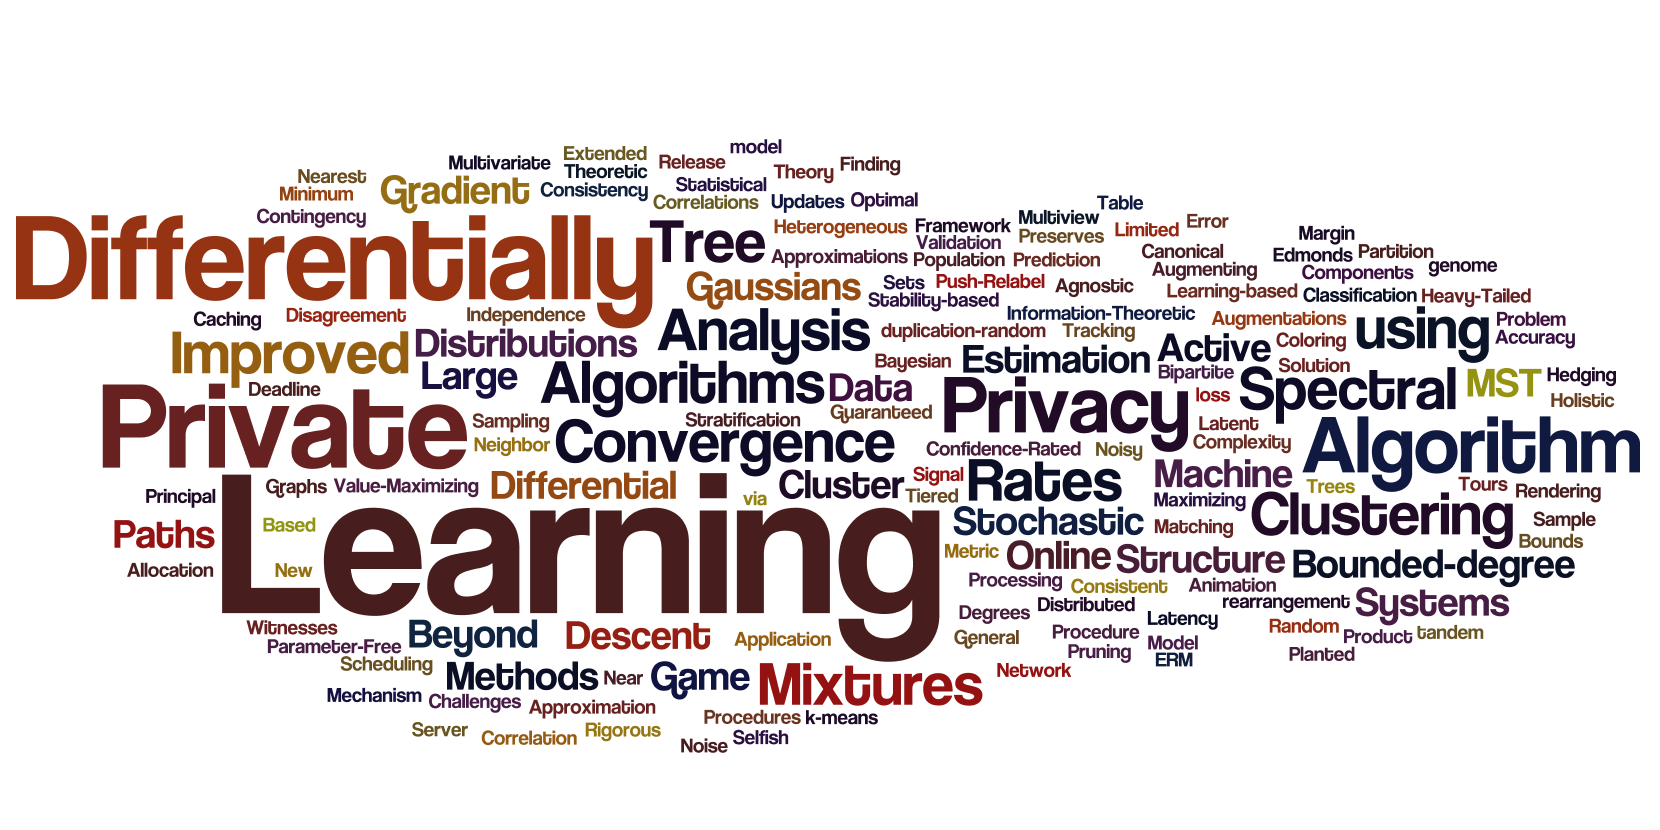 model
Multivariate
Extended
Release
Theory
Finding
Nearest
Theoretic
Minimum
Gradient
Consistency
Statistical
Correlations
Updates
Optimal
Contingency
Table
Differentially
Tree
Heterogeneous
Framework
Multiview
Limited
Error
Validation
Preserves
Margin
Approximations
Population
Prediction
Canonical
Edmonds
Partition
Augmenting
Components
genome
Gaussians
Sets
Push-Relabel
Agnostic
Stability-based
Learning-based
Classification
Heavy-Tailed
Caching
Disagreement
Independence
Information-Theoretic
Augmentations
Problem
Improved
Distributions
Analysis
duplication-random
Tracking
Coloring
using
Accuracy
Bayesian
Estimation
Active
Bipartite
Solution
Deadline
Large
Algorithms
Data
Privacy
loss
Spectral
MST
Hedging
Holistic
Private
Sampling
Stratification
Guaranteed
Latent
Neighbor
Convergence
Confidence-Rated
Noisy
Complexity
Algorithm
Principal
Graphs
Value-Maximizing
Differential
via
Cluster
Signal
Tiered
Rates
Machine
Maximizing
Trees
Tours
Rendering
Paths
Based
Learning
Stochastic
Matching
Clustering
Sample
Bounds
Allocation
New
Metric
Online
Structure
Bounded-degree
Processing
Consistent
Animation
Degrees
Distributed
Latency
rearrangement
Systems
Witnesses
Parameter-Free
Beyond
Descent
Application
General
Procedure
Model
Random
Product
tandem
Scheduling
Pruning
ERM
Planted
Methods
Near
Game
Mixtures
Network
Mechanism
Challenges
Approximation
Procedures
k-means
Server
Correlation
Rigorous
Noise
Selfish